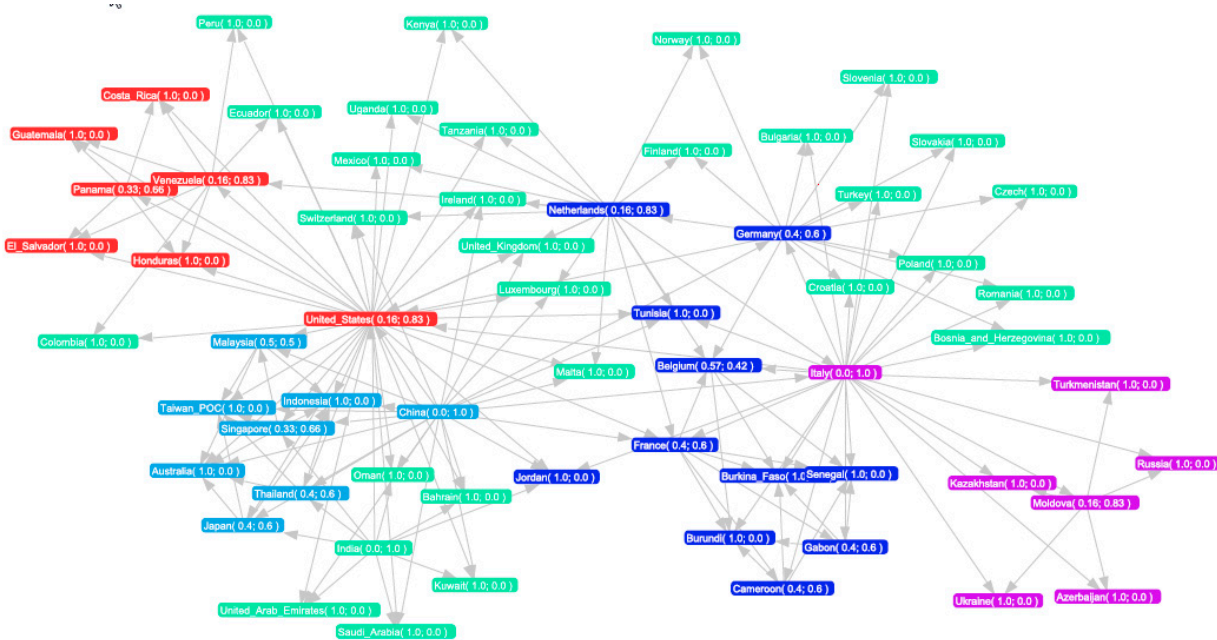 Peru( 1.0; 0.0 )
Kenya( 1.0; 0.0 )
Norway( 1.0; 0.0 )
Slovenia( 1.0; 0.0 )
Costa_Rica( 1.0; 0.0 )
Ecuador( 1.0; 0.0 )
Uganda( 1.0; 0.0 )
Tanzania( 1.0; 0.0 )
Guatemala( 1.0; 0.0 )
Bulgaria( 1.0; 0.0 )
Slovakia( 1.0; 0.0 )
Mexico( 1.0; 0.0 )
Finland( 1.0; 0.0 )
Panama( 0.33; 0.66 )
Venezuela( 0.16; 0.83 )
Turkey( 1.0; 0.0 )
Czech( 1.0; 0.0 )
Ireland( 1.0; 0.0 )
Switzerland( 1.0; 0.0 )
Netherlands( 0.16; 0.83 )
Germany( 0.4; 0.6 )
El_Salvador( 1.0; 0.0 )
Honduras( 1.0; 0.0 )
United_Kingdom( 1.0; 0.0 )
Poland( 1.0; 0.0 )
Luxembourg( 1.0; 0.0 )
Croatia( 1.0; 0.0 )
Romania( 1.0; 0.0 )
United_States( 0.16; 0.83 )
Tunisia( 1.0; 0.0 )
Colombia( 1.0; 0.0 )
Malaysia( 0.5; 0.5 )
Bosnia_and_Herzegovina( 1.0; 0.0 )
Malta( 1.0; 0.0 )
Belgium( 0.57; 0.42 )
Italy( 0.0; 1.0 )
Turkmenistan( 1.0; 0.0 )
Taiwan_POC( 1.0; 0.0 )
Indonesia( 1.0; 0.0 )
China( 0.0; 1.0 )
Singapore( 0.33; 0.66 )
France( 0.4; 0.6 )
Australia( 1.0; 0.0 )
Oman( 1.0; 0.0 )
Jordan( 1.0; 0.0 )
Burkina_Faso( 1.0
Senegal( 1.0; 0.0 )
Russia( 1.0; 0.0 )
Thailand( 0.4; 0.6 )
Bahrain( 1.0; 0.0 )
Kazakhstan( 1.0; 0.0 )
Moldova( 0.16; 0.83 )
Japan( 0.4; 0.6 )
India( 0.0; 1.0 )
Burundi( 1.0; 0.0 )
Gabon( 0.4; 0.6 )
Kuwait( 1.0; 0.0 )
Cameroon( 0.4; 0.6 )
Ukraine( 1.0; 0.0 )
Azerbaijan( 1.0; 0.0 )
United_Arab_Emirates( 1.0; 0.0 )
Saudi_Arabia( 1.0; 0.0 )